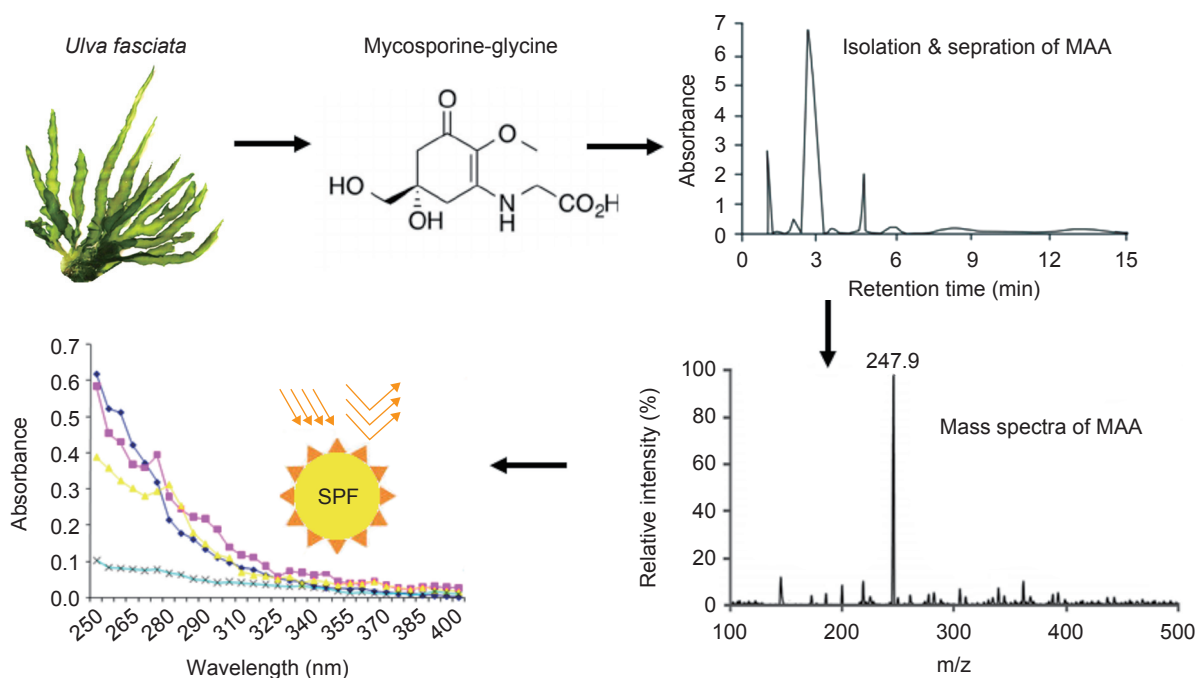 Ulva fasciata
Mycosporine-glycine
O
O
HO
OH
N
H
CO₂H
Isolation & sepration of MAA
Absorbance
7
6
5
4
3
2
1
0
0 3 6 9 12 15
Retention time (min)
0.7
0.6
0.5
0.4
0.3
0.2
0.1
0.0
Absorbance
SPF
250 265 280 290 310 325 340 355 370 385 400
Wavelength (nm)
247.9
Mass spectra of MAA
Relative intensity (%)
100
80
60
40
20
0
100 200 300 400 500
m/z